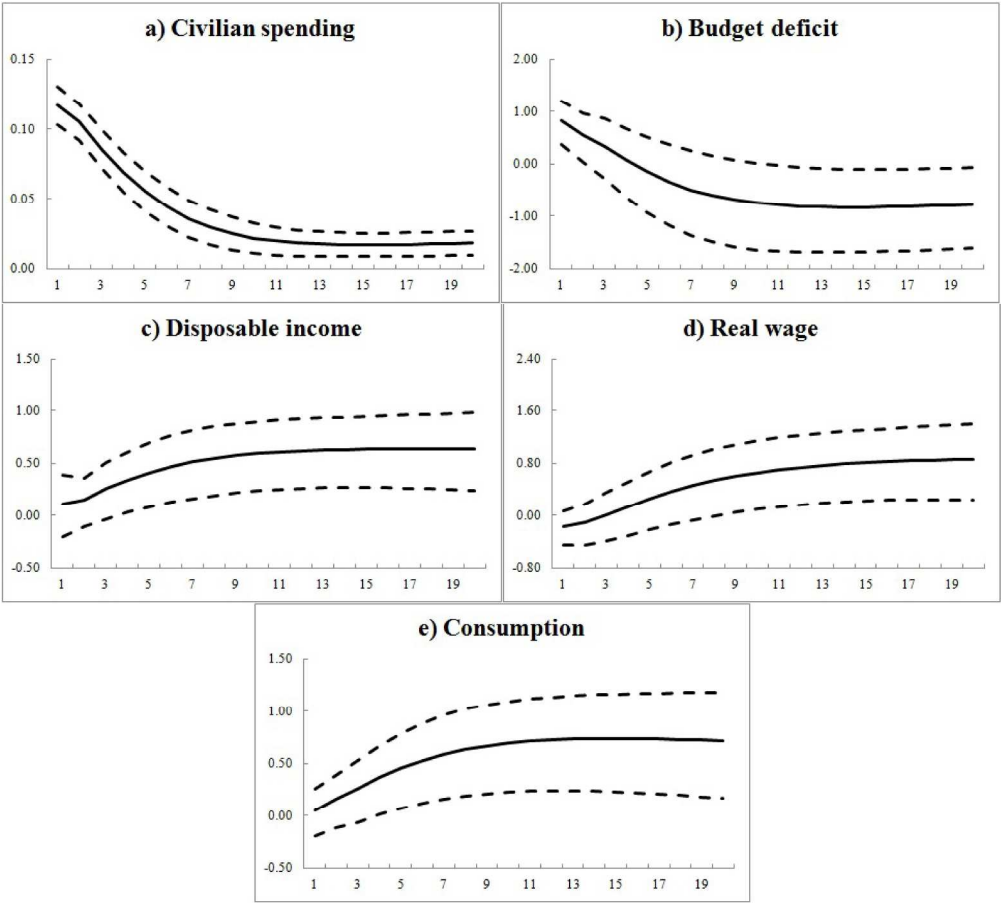 a) Civilian spending
0.15
0.10
0.05
0.00
1 3 5 7 9 11 13 15 17 19
b) Budget deficit
2.00
1.00
0.00
-1.00
-2.00
1 3 5 7 9 11 13 15 17 19
c) Disposable income
1.50
1.00
0.50
0.00
-0.50
1 3 5 7 9 11 13 15 17 19
d) Real wage
2.40
1.60
0.80
0.00
-0.80
1 3 5 7 9 11 13 15 17 19
e) Consumption
1.50
1.00
0.50
0.00
-0.50
1 3 5 7 9 11 13 15 17 19